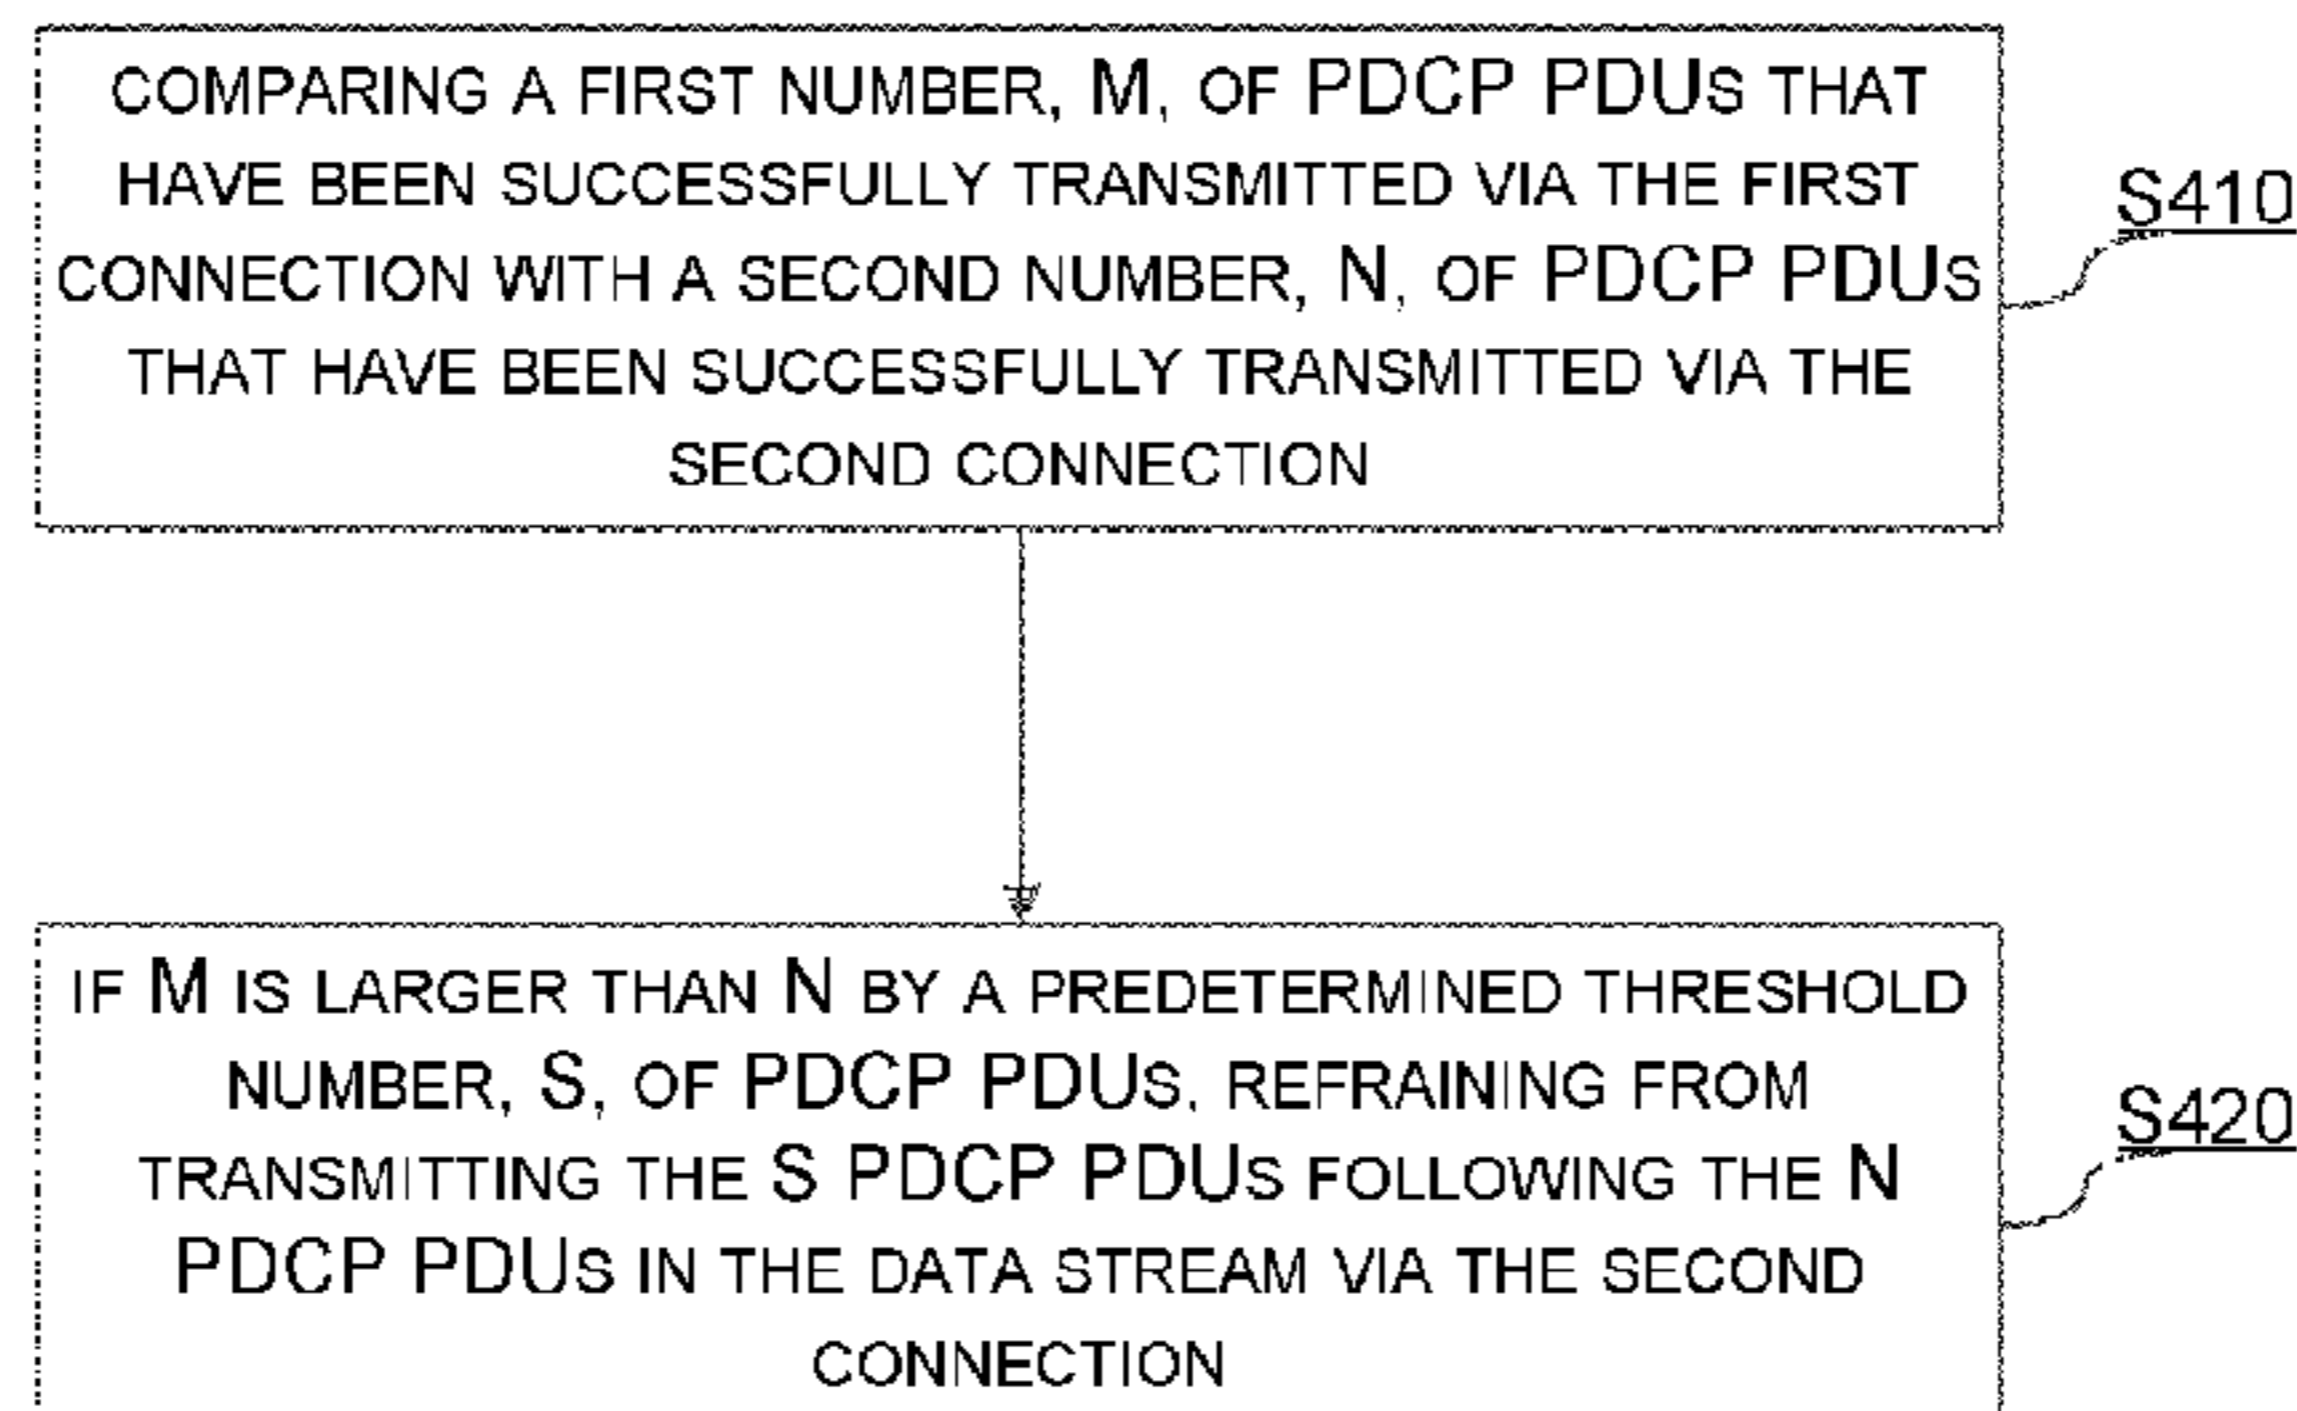 COMPARING A FIRST NUMBER, M, OF PDCP PDUS THAT
HAVE BEEN SUCCESSFULLY TRANSMITTED VIA THE FIRST
CONNECTION WITH A SECOND NUMBER, N, OF PDCP PDUS
THAT HAVE BEEN SUCCESSFULLY TRANSMITTED VIA THE
SECOND CONNECTION
S410
IF M IS LARGER THAN N BY A PREDETERMINED THRESHOLD
NUMBER, S, OF PDCP PDUS, REFRAINING FROM
TRANSMITTING THE S PDCP PDUS FOLLOWING THE N
PDCP PDUS IN THE DATA STREAM VIA THE SECOND
CONNECTION
S420